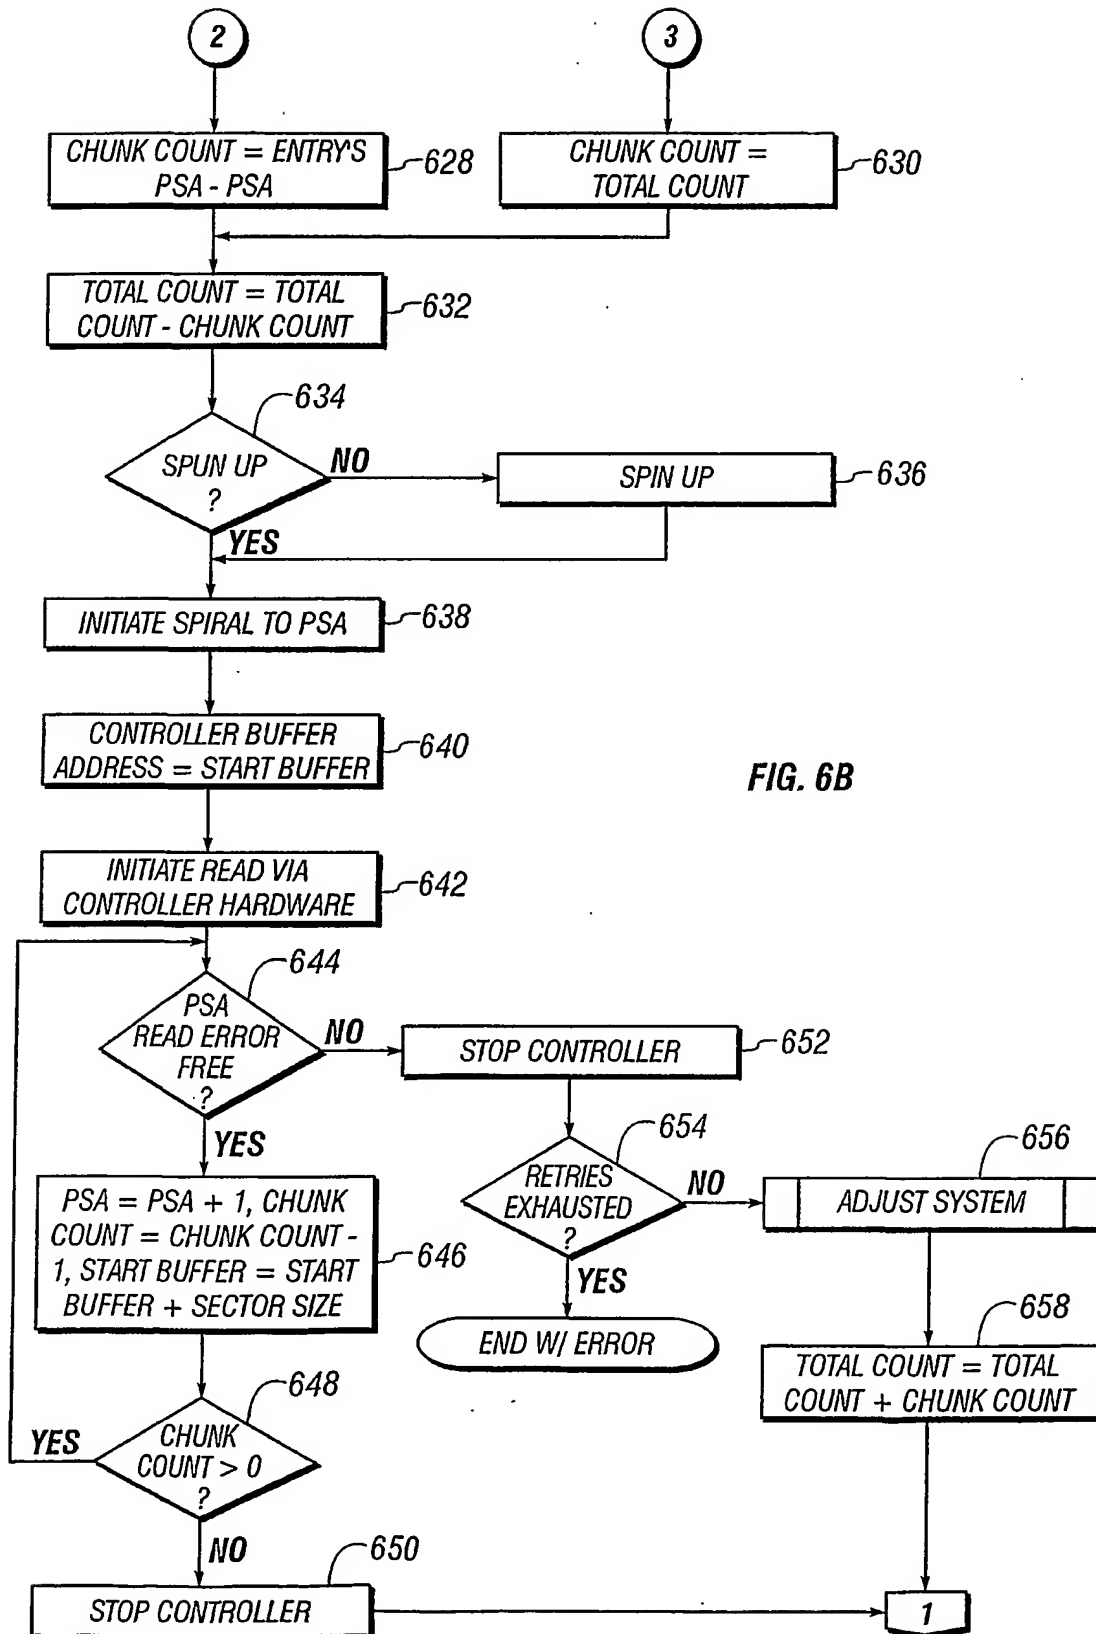 2
3
CHUNK COUNT = ENTRY'S
PSA - PSA
628
CHUNK COUNT =
TOTAL COUNT
630
TOTAL COUNT = TOTAL
COUNT - CHUNK COUNT
632
634
SPUN UP
?
NO
SPIN UP
636
YES
INITIATE SPIRAL TO PSA
638
CONTROLLER BUFFER
ADDRESS = START BUFFER
640
FIG. 6B
INITIATE READ VIA
CONTROLLER HARDWARE
642
644
PSA
READ ERROR
FREE
?
NO
STOP CONTROLLER
652
YES
654
RETRIES
EXHAUSTED
?
NO
656
ADJUST SYSTEM
PSA = PSA + 1, CHUNK
COUNT = CHUNK COUNT -
1, START BUFFER = START
BUFFER + SECTOR SIZE
646
YES
END W/ ERROR
658
TOTAL COUNT = TOTAL
COUNT + CHUNK COUNT
648
CHUNK
COUNT > 0
?
YES
NO
650
STOP CONTROLLER
1